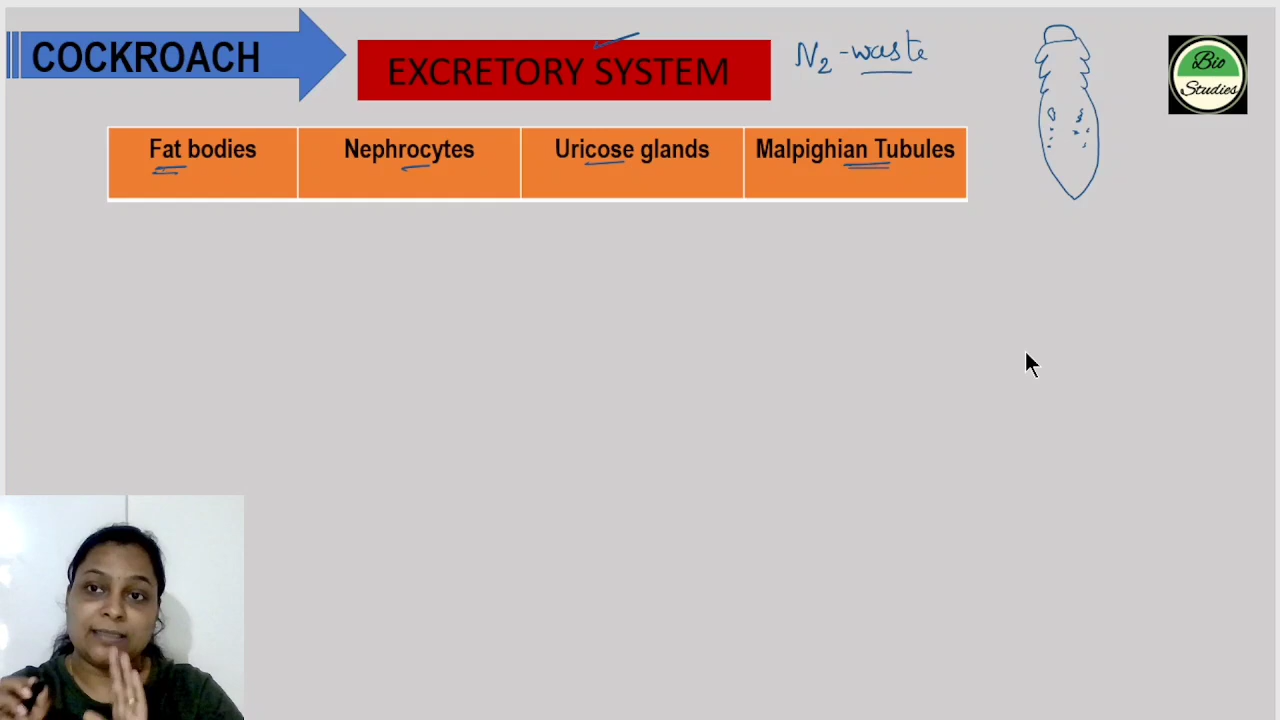 COCKROACH
EXCRETORY SYSTEM
N2-waste
Bio
Studies
Fat bodies
Nephrocytes
Uricose glands
Malpighian Tubules